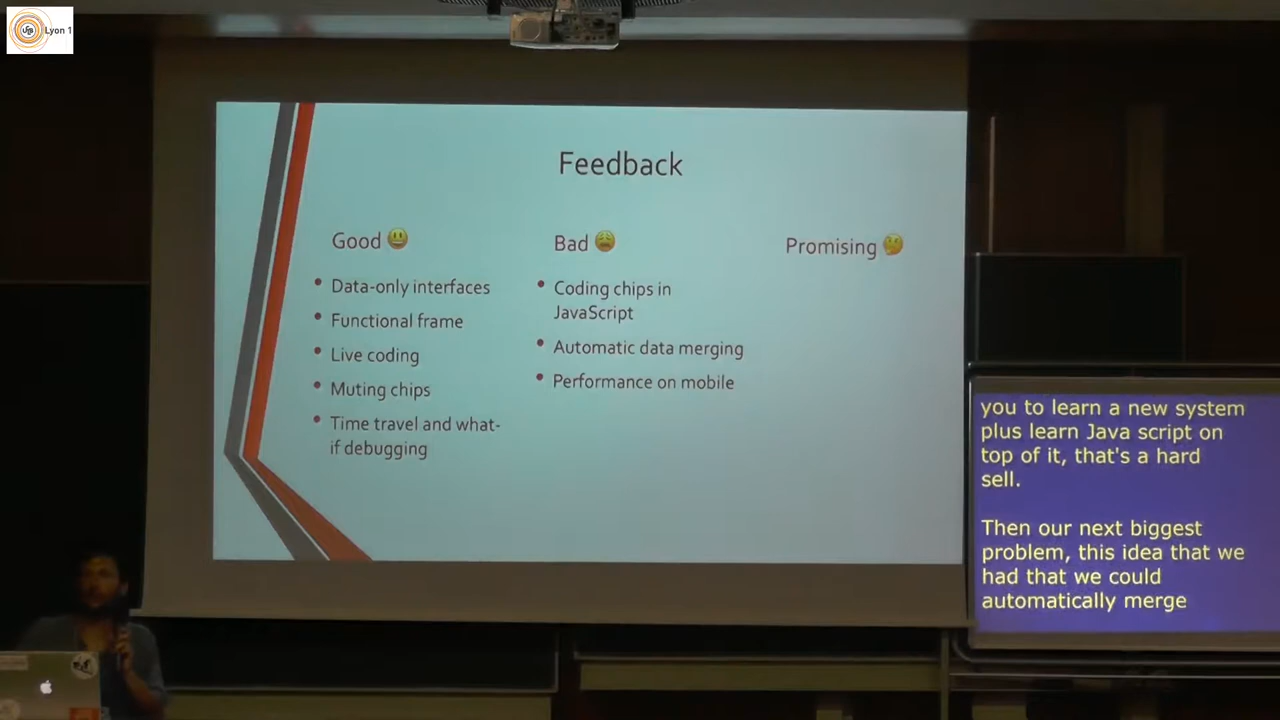 Lyon 1
Feedback
Good
Data-only interfaces
Functional frame
Live coding
Muting chips
Time travel and what-
if debugging
Bad
Coding chips in
JavaScript
Automatic data merging
Performance on mobile
Promising
you to learn a new system
plus learn Java script on
top of it, that's a hard
sell.
Then our next biggest
problem, this idea that we
had that we could
automatically merge